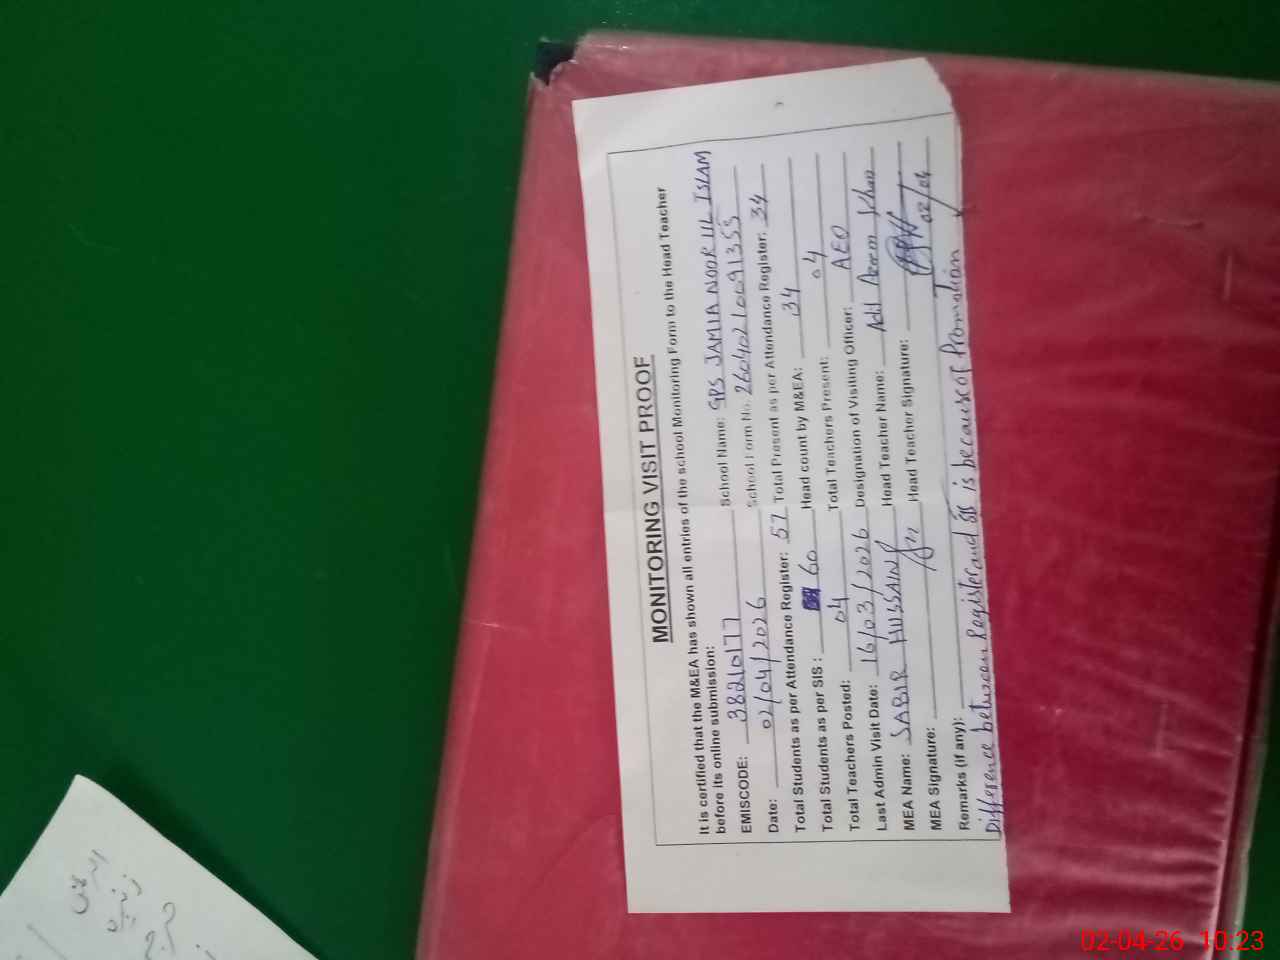 MONITORING VISIT PROOF
It is certified that the M&EA has shown all entries of the school Monitoring Form to the Head Teacher
before its online submission:
EMISCODE: 38210177 School Name: GPS JAMIA NOOR UL ISLAM
Date: 02/04/2026 School Form No. 26040210091355
Total Students as per Attendance Register: 57 Total Present as per Attendance Register: 34
Total Students as per SIS : 60 Head count by M&EA: 34
Total Teachers Posted: 04 Total Teachers Present: 04
Last Admin Visit Date: 16/03/2026 Designation of Visiting Officer: AEO
MEA Name: SABIR HUSSAIN Head Teacher Name: Adil Azeem Khan
MEA Signature: Head Teacher Signature: 02/04
Remarks (if any):
Difference between Register and SIS is because of Promotion
02-04-26 10:23